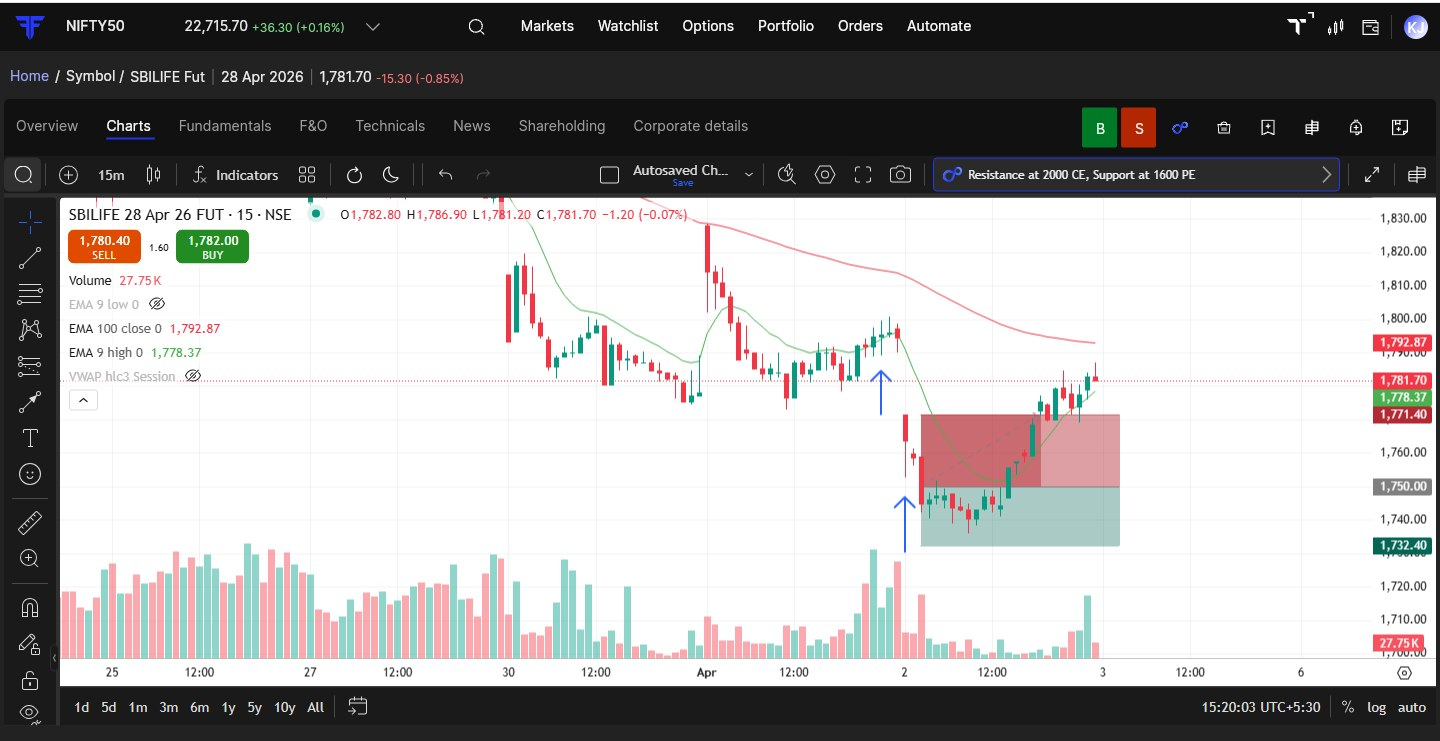 NIFTY50 22,715.70 +36.30 (+0.16%) Markets Watchlist Options Portfolio Orders Automate KJ
Home / Symbol / SBILIFE Fut | 28 Apr 2026 | 1,781.70 -15.30 (-0.85%)
Overview Charts Fundamentals F&O Technicals News Shareholding Corporate details B S
15m Indicators Autosaved Ch... Save Resistance at 2000 CE, Support at 1600 PE
SBILIFE 28 Apr 26 FUT · 15 · NSE O1,782.80 H1,786.90 L1,781.20 C1,781.70 −1.20 (−0.07%)
1,780.40 SELL 1.60 1,782.00 BUY
Volume 27.75K
EMA 9 low 0
EMA 100 close 0 1,792.87
EMA 9 high 0 1,778.37
VWAP hlc3 Session
1,830.00
1,820.00
1,810.00
1,800.00
1,792.87
1,790.00
1,781.70
1,778.37
1,771.40
1,760.00
1,750.00
1,740.00
1,732.40
1,720.00
1,710.00
27.75K
1,700.00
25 12:00 27 12:00 30 12:00 Apr 12:00 2 12:00 3 12:00 6
1d 5d 1m 3m 6m 1y 5y 10y All 15:20:03 UTC+5:30 % log auto